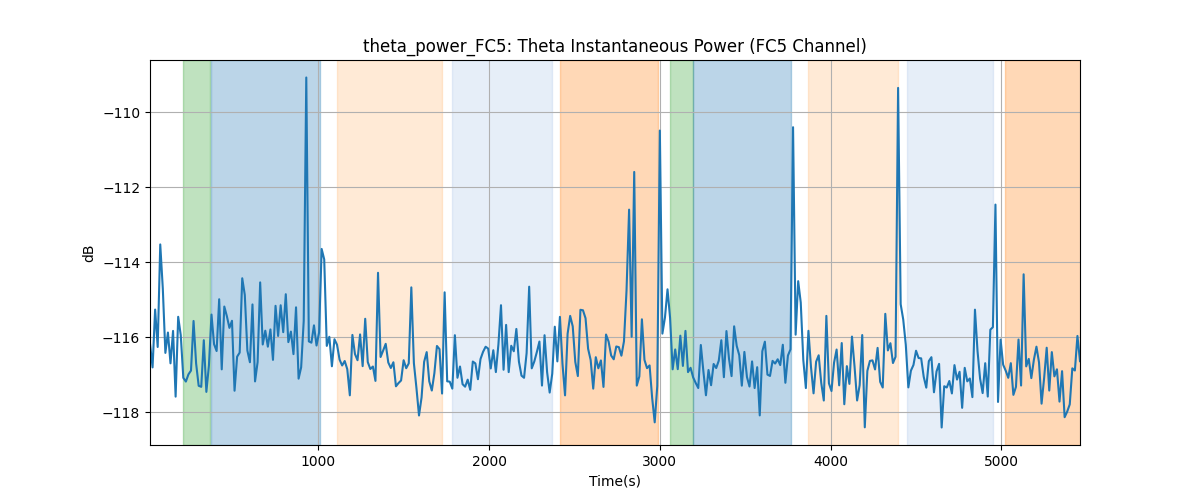 theta_power_FC5: Theta Instantaneous Power (FC5 Channel)
−110
−112
−114
−116
−118
dB
1000 2000 3000 4000 5000
Time(s)